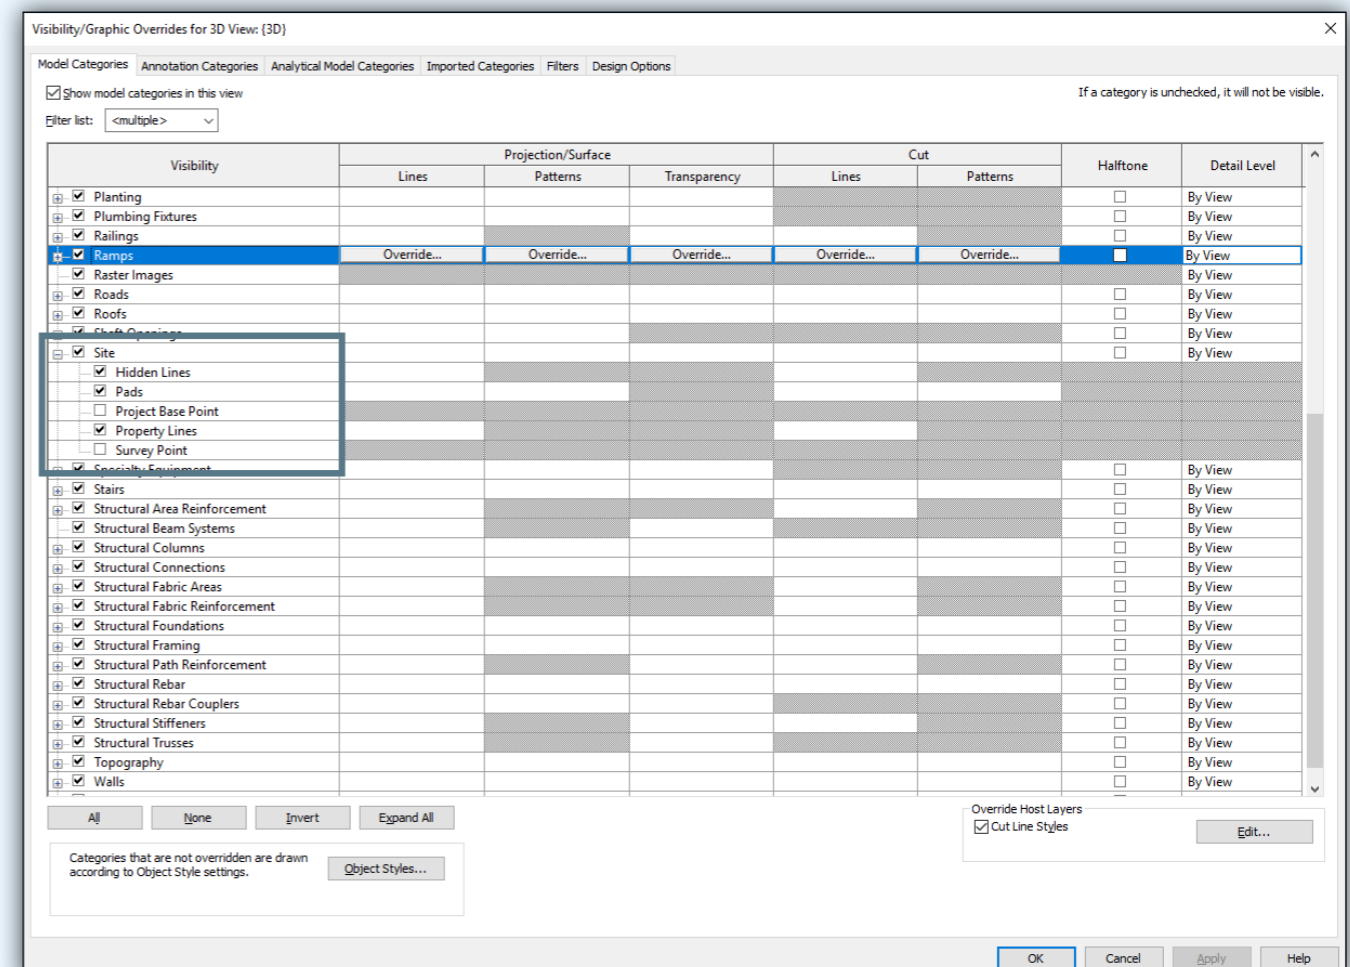 Visibility/Graphic Overrides for 3D View: {3D}
Model Categories Annotation Categories Analytical Model Categories Imported Categories Filters Design Options
Show model categories in this view
If a category is unchecked, it will not be visible.
Filter list: <multiple>
Visibility Projection/Surface Cut Halftone Detail Level
Lines Patterns Transparency Lines Patterns
Planting By View
Plumbing Fixtures By View
Railings By View
Ramps Override... Override... Override... Override... Override... By View
Raster Images By View
Roads By View
Roofs By View
Shaft Openings By View
Site By View
Hidden Lines
Pads
Project Base Point
Property Lines
Survey Point
Specialty Equipment By View
Stairs By View
Structural Area Reinforcement By View
Structural Beam Systems By View
Structural Columns By View
Structural Connections By View
Structural Fabric Areas By View
Structural Fabric Reinforcement By View
Structural Foundations By View
Structural Framing By View
Structural Path Reinforcement By View
Structural Rebar By View
Structural Rebar Couplers By View
Structural Stiffeners By View
Structural Trusses By View
Topography By View
Walls By View
All None Invert Expand All
Override Host Layers
Cut Line Styles
Edit...
Categories that are not overridden are drawn
according to Object Style settings.
Object Styles...
OK Cancel Apply Help